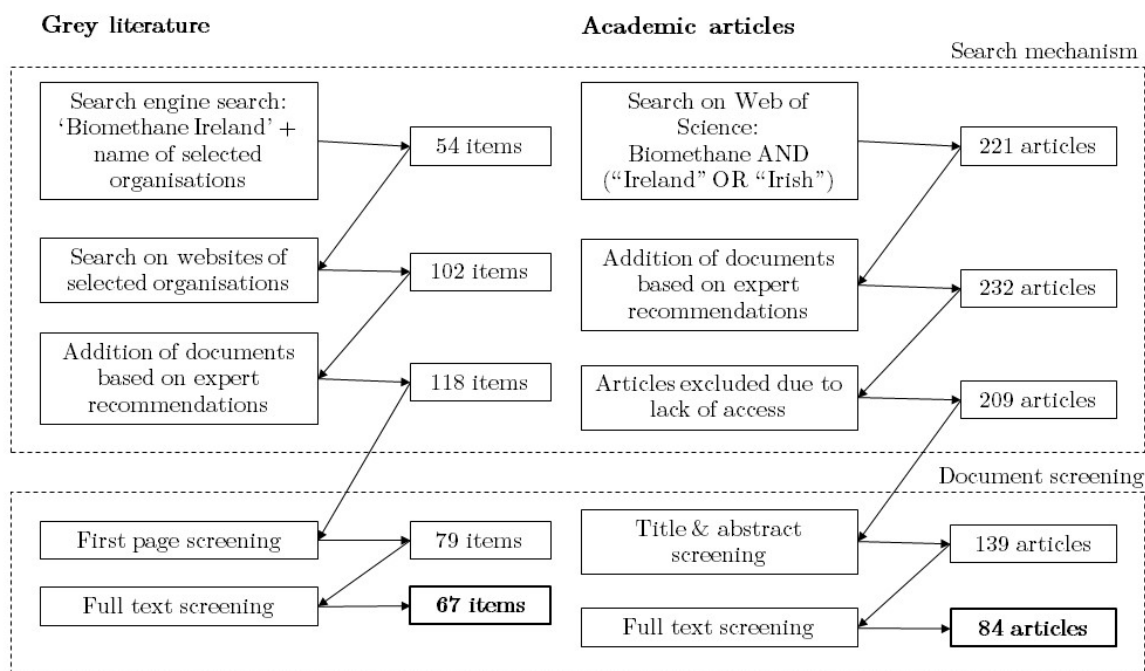 Grey literature
Academic articles
Search mechanism
Search engine search:
‘Biomethane Ireland’ +
name of selected
organisations
54 items
Search on websites of
selected organisations
102 items
Addition of documents
based on expert
recommendations
118 items
Search on Web of
Science:
Biomethane AND
(“Ireland” OR “Irish”)
221 articles
Addition of documents
based on expert
recommendations
232 articles
Articles excluded due to
lack of access
209 articles
Document screening
First page screening
79 items
Full text screening
67 items
Title & abstract
screening
139 articles
Full text screening
84 articles